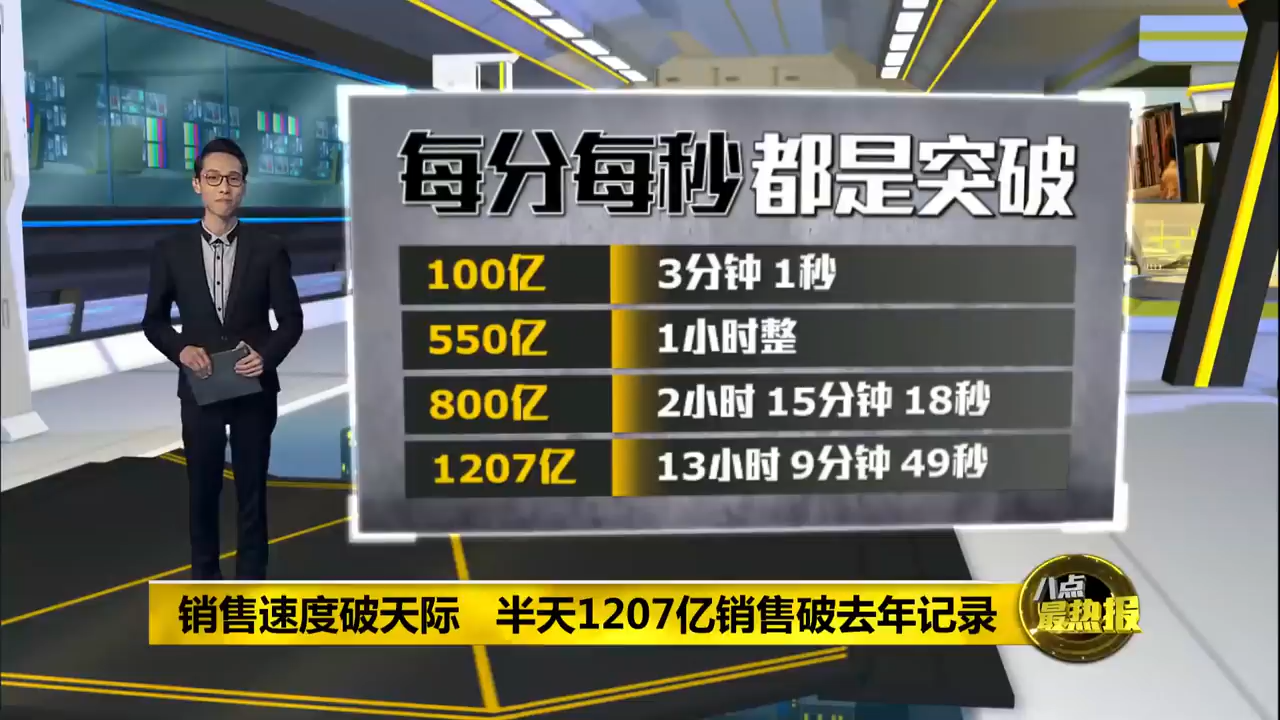 每分每秒都是突破
100亿 3分钟 1秒
550亿 1小时整
800亿 2小时 15分钟 18秒
1207亿 13小时 9分钟 49秒
销售速度破天际 半天1207亿销售破去年记录
八点
最热报